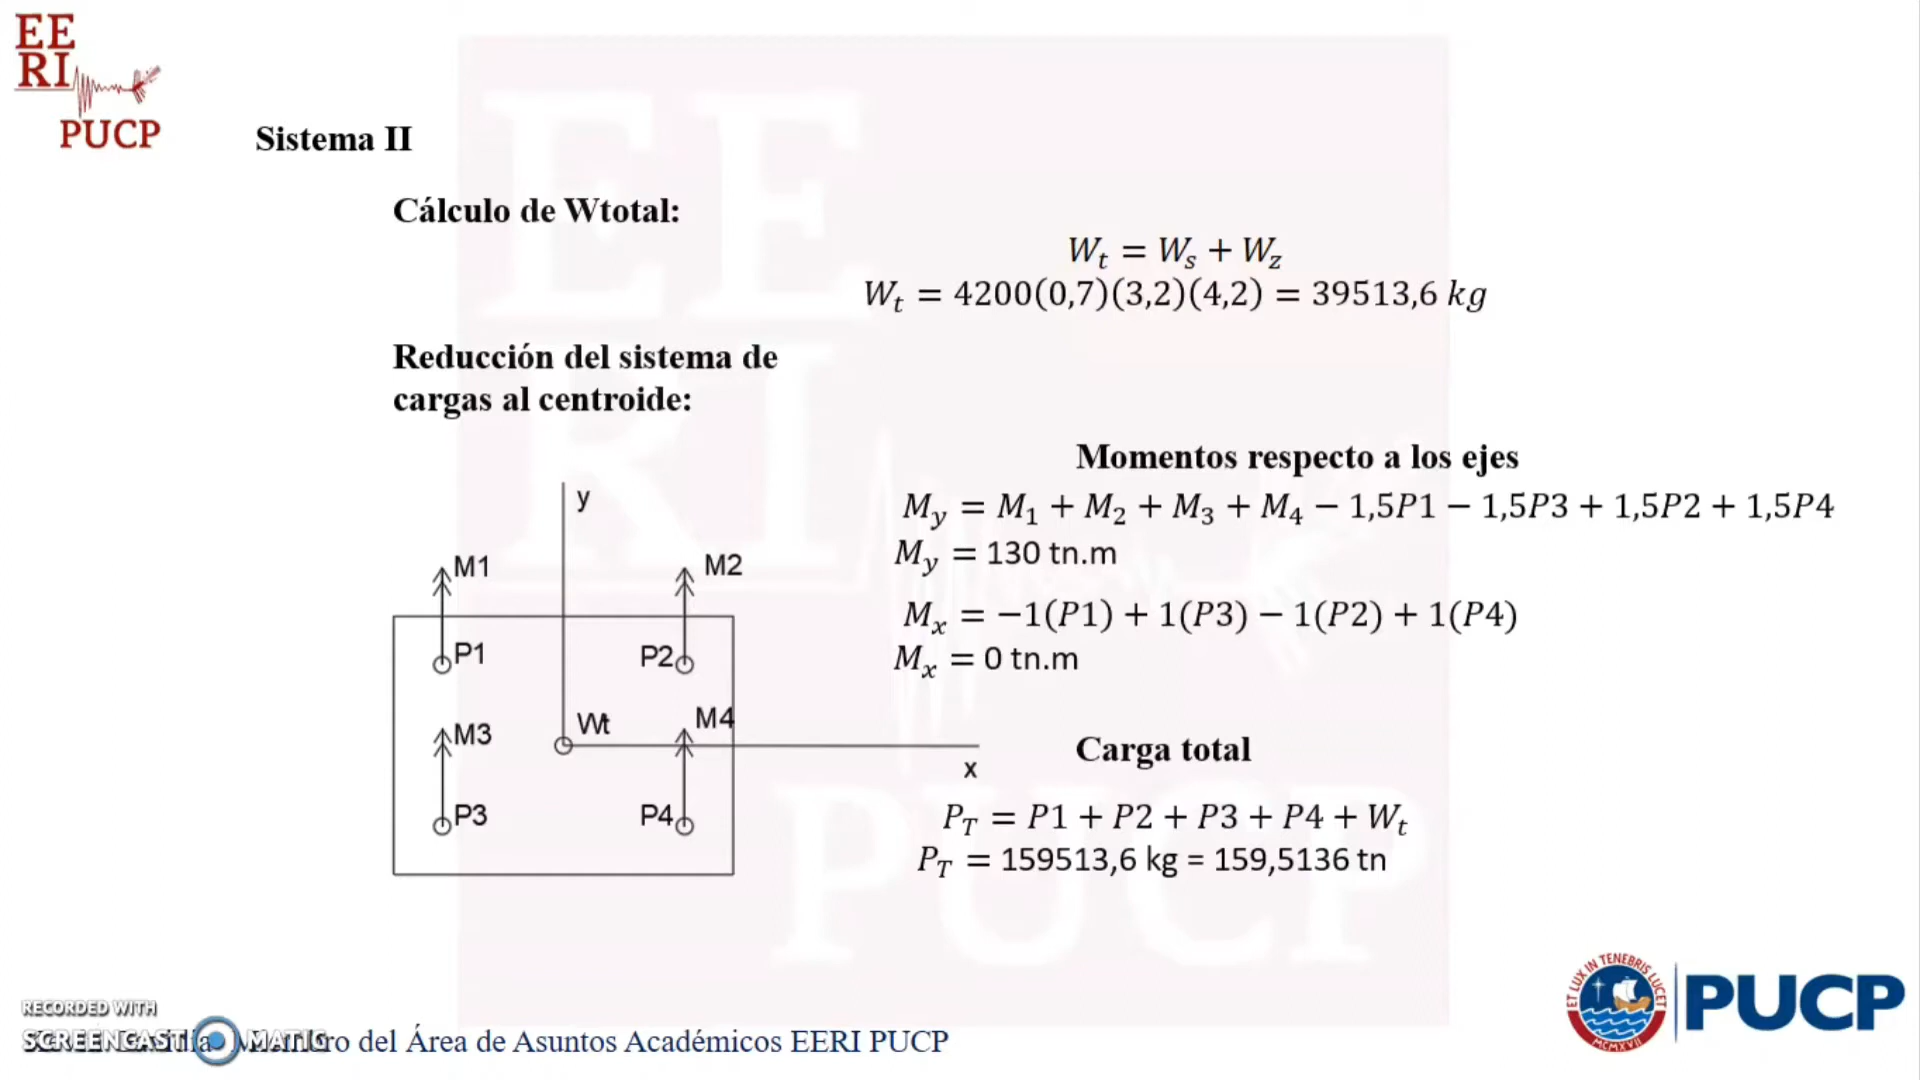 EE
RI
PUCP
Sistema II
Cálculo de Wtotal:
W_t = W_s + W_z
W_t = 4200(0,7)(3,2)(4,2) = 39513,6 kg
Reducción del sistema de
cargas al centroide:
Momentos respecto a los ejes
M_y = M_1 + M_2 + M_3 + M_4 − 1,5P1 − 1,5P3 + 1,5P2 + 1,5P4
M_y = 130 tn.m
M_x = −1(P1) + 1(P3) − 1(P2) + 1(P4)
M_x = 0 tn.m
y
M1
M2
P1
P2
M3
Wt
M4
x
P3
P4
Carga total
P_T = P1 + P2 + P3 + P4 + W_t
P_T = 159513,6 kg = 159,5136 tn
EE
RI
PUCP
ET LUX IN TENEBRIS LUCET
MCMXVII
PUCP
RECORDED WITH
SCREENCAST MATIC
del Área de Asuntos Académicos EERI PUCP